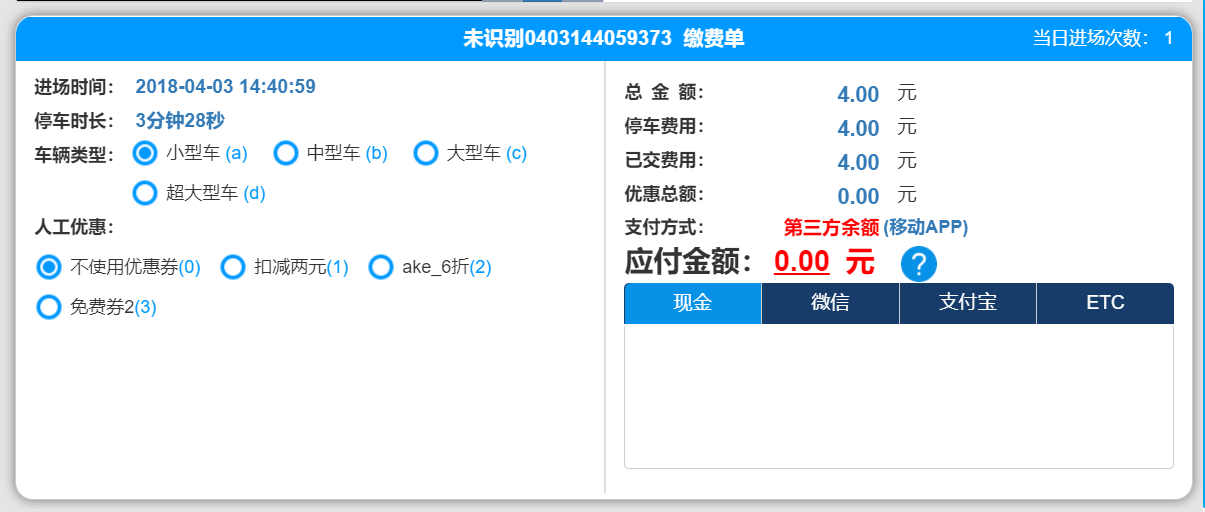 未识别0403144059373 缴费单
当日进场次数： 1
进场时间： 2018-04-03 14:40:59
停车时长： 3分钟28秒
车辆类型： 小型车 (a) 中型车 (b) 大型车 (c)
超大型车 (d)
人工优惠：
不使用优惠券(0) 扣减两元(1) ake_6折(2)
免费券2(3)
总 金 额： 4.00 元
停车费用： 4.00 元
已交费用： 4.00 元
优惠总额： 0.00 元
支付方式： 第三方余额 (移动APP)
应付金额： 0.00 元 ?
现金 微信 支付宝 ETC